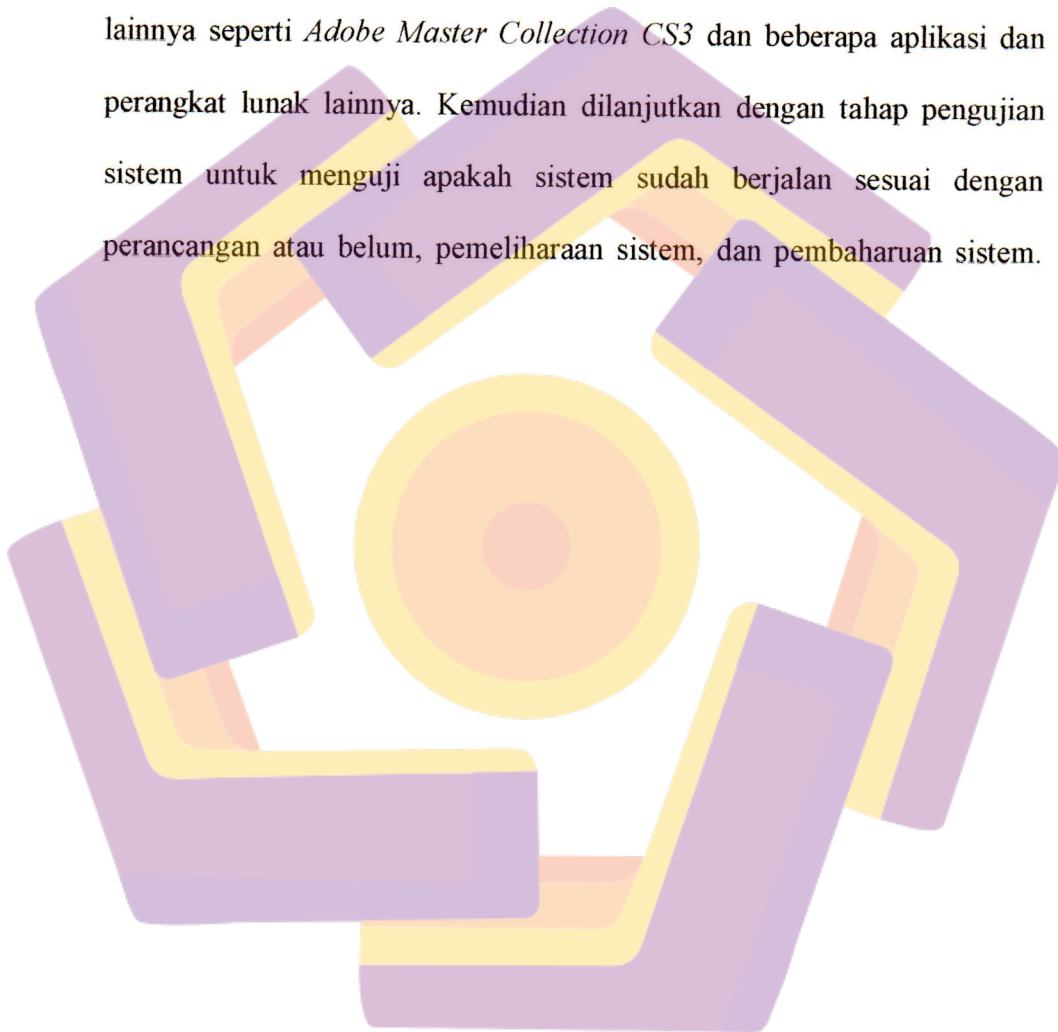 lainnya seperti Adobe Master Collection CS3 dan beberapa aplikasi dan
perangkat lunak lainnya. Kemudian dilanjutkan dengan tahap pengujian
sistem untuk menguji apakah sistem sudah berjalan sesuai dengan
perancangan atau belum, pemeliharaan sistem, dan pembaharuan sistem.